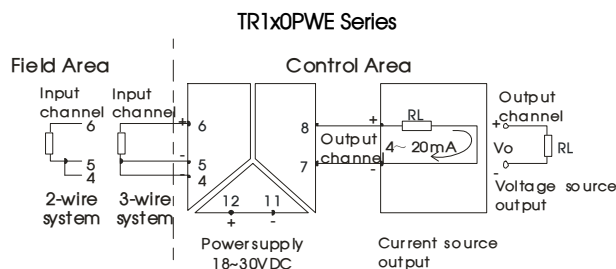 TR1x0PWE Series
Field Area
Control Area
Input
channel
6
5
4
2-wire
system
Input
channel
3-wire
system
+
-
-
6
5
4
8
7
12
11
+
-
Power supply
18~30VDC
+
Output
channel
-
RL
4~20mA
Current source
output
Output
channel
+
Vo
-
RL
Voltage source
output